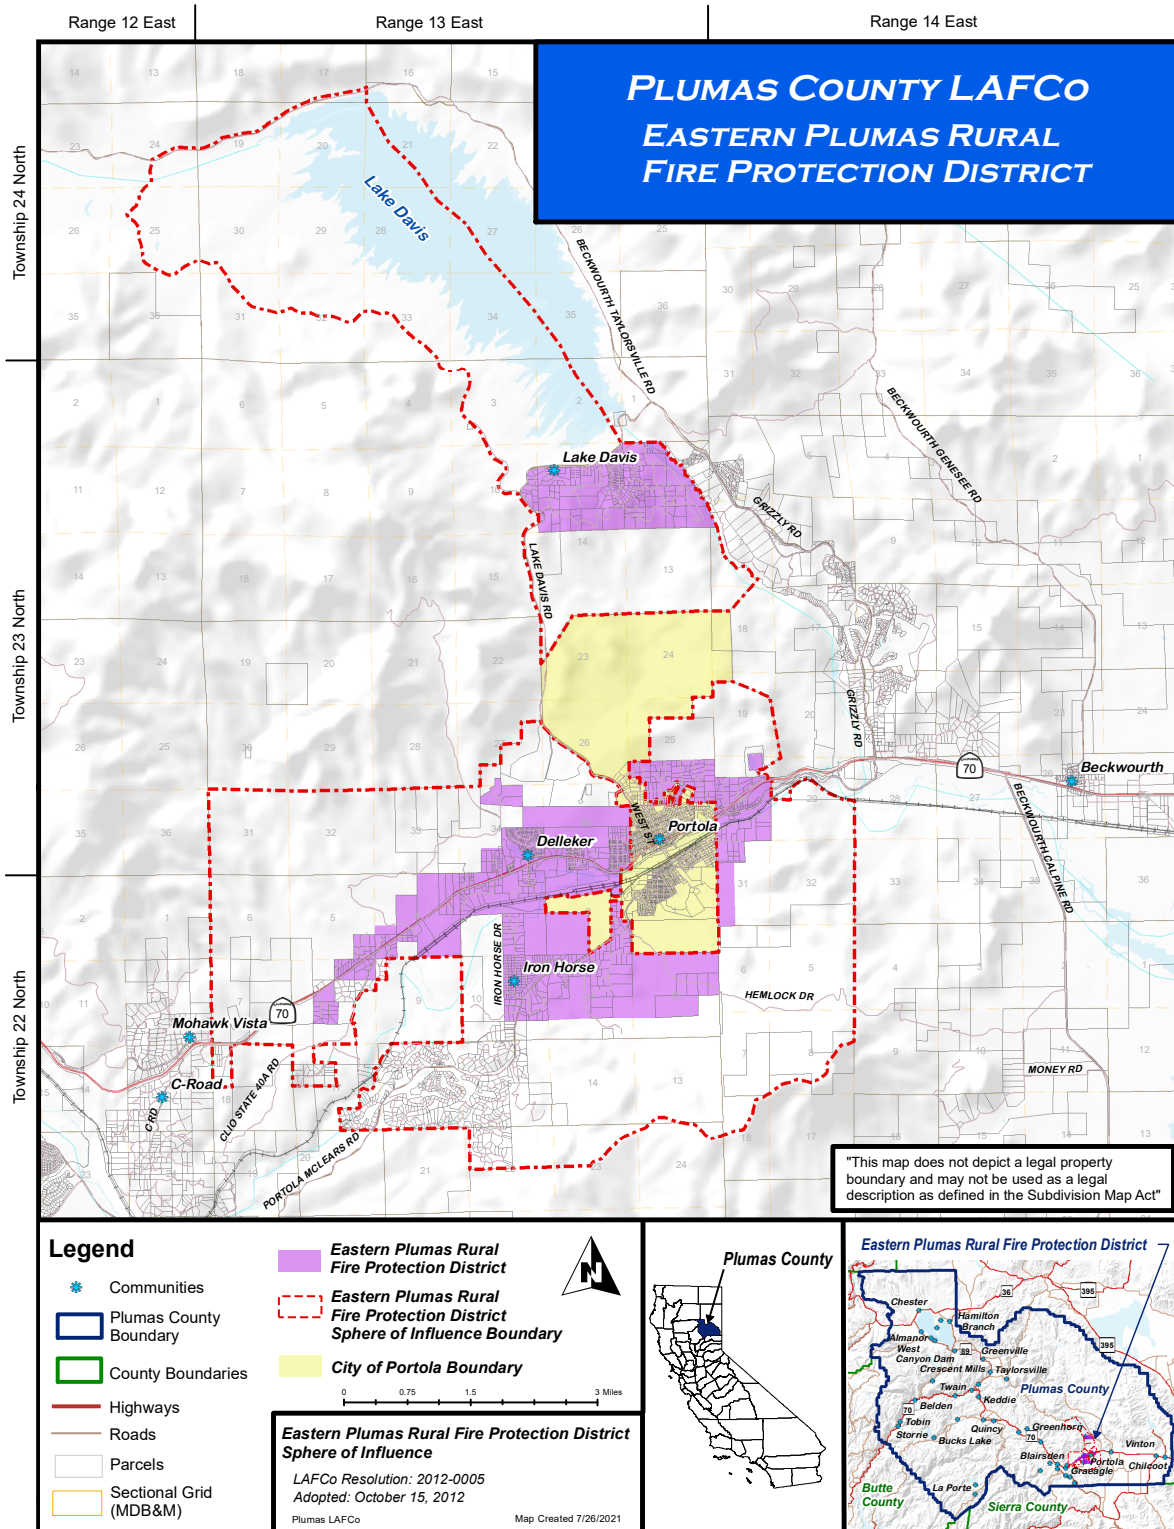 Range 12 East
Range 13 East
Range 14 East
PLUMAS COUNTY LAFCO
EASTERN PLUMAS RURAL
FIRE PROTECTION DISTRICT
Township 24 North
Township 23 North
Township 22 North
Lake Davis
BECKWOURTH TAYLORSVILLE RD
BECKWOURTH GENESEE RD
Lake Davis
GRIZZLY RD
LAKE DAVIS RD
GRIZZLY RD
70
Beckwourth
WEST ST
Portola
Delleker
BECKWOURTH CALPINE RD
IRON HORSE DR
Iron Horse
HEMLOCK DR
70
Mohawk Vista
C-Road
C RD
CLIO STATE 40A RD
PORTOLA MCLEARS RD
MONEY RD
"This map does not depict a legal property
boundary and may not be used as a legal
description as defined in the Subdivision Map Act"
Legend
Communities
Plumas County
Boundary
County Boundaries
Highways
Roads
Parcels
Sectional Grid
(MDB&M)
Eastern Plumas Rural
Fire Protection District
Eastern Plumas Rural
Fire Protection District
Sphere of Influence Boundary
City of Portola Boundary
N
0 0.75 1.5 3 Miles
Eastern Plumas Rural Fire Protection District
Sphere of Influence
LAFCo Resolution: 2012-0005
Adopted: October 15, 2012
Plumas LAFCo
Map Created 7/26/2021
Plumas County
Eastern Plumas Rural Fire Protection District
36
395
Chester
Hamilton
Branch
395
Almanor
West
89
Greenville
Canyon Dam
Crescent Mills
Taylorsville
Twain
Plumas County
Keddie
70
Belden
Tobin
Quincy
Greenhorn
Storrie
Bucks Lake
70
Vinton
Blairsden
Portola
Chilcoot
Graeagle
La Porte
Butte
County
Sierra County